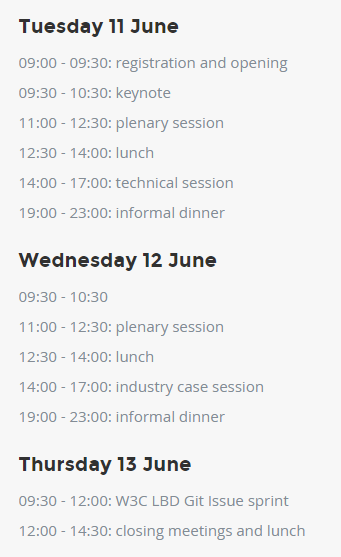 Tuesday 11 June
09:00 - 09:30: registration and opening
09:30 - 10:30: keynote
11:00 - 12:30: plenary session
12:30 - 14:00: lunch
14:00 - 17:00: technical session
19:00 - 23:00: informal dinner
Wednesday 12 June
09:30 - 10:30
11:00 - 12:30: plenary session
12:30 - 14:00: lunch
14:00 - 17:00: industry case session
19:00 - 23:00: informal dinner
Thursday 13 June
09:30 - 12:00: W3C LBD Git Issue sprint
12:00 - 14:30: closing meetings and lunch